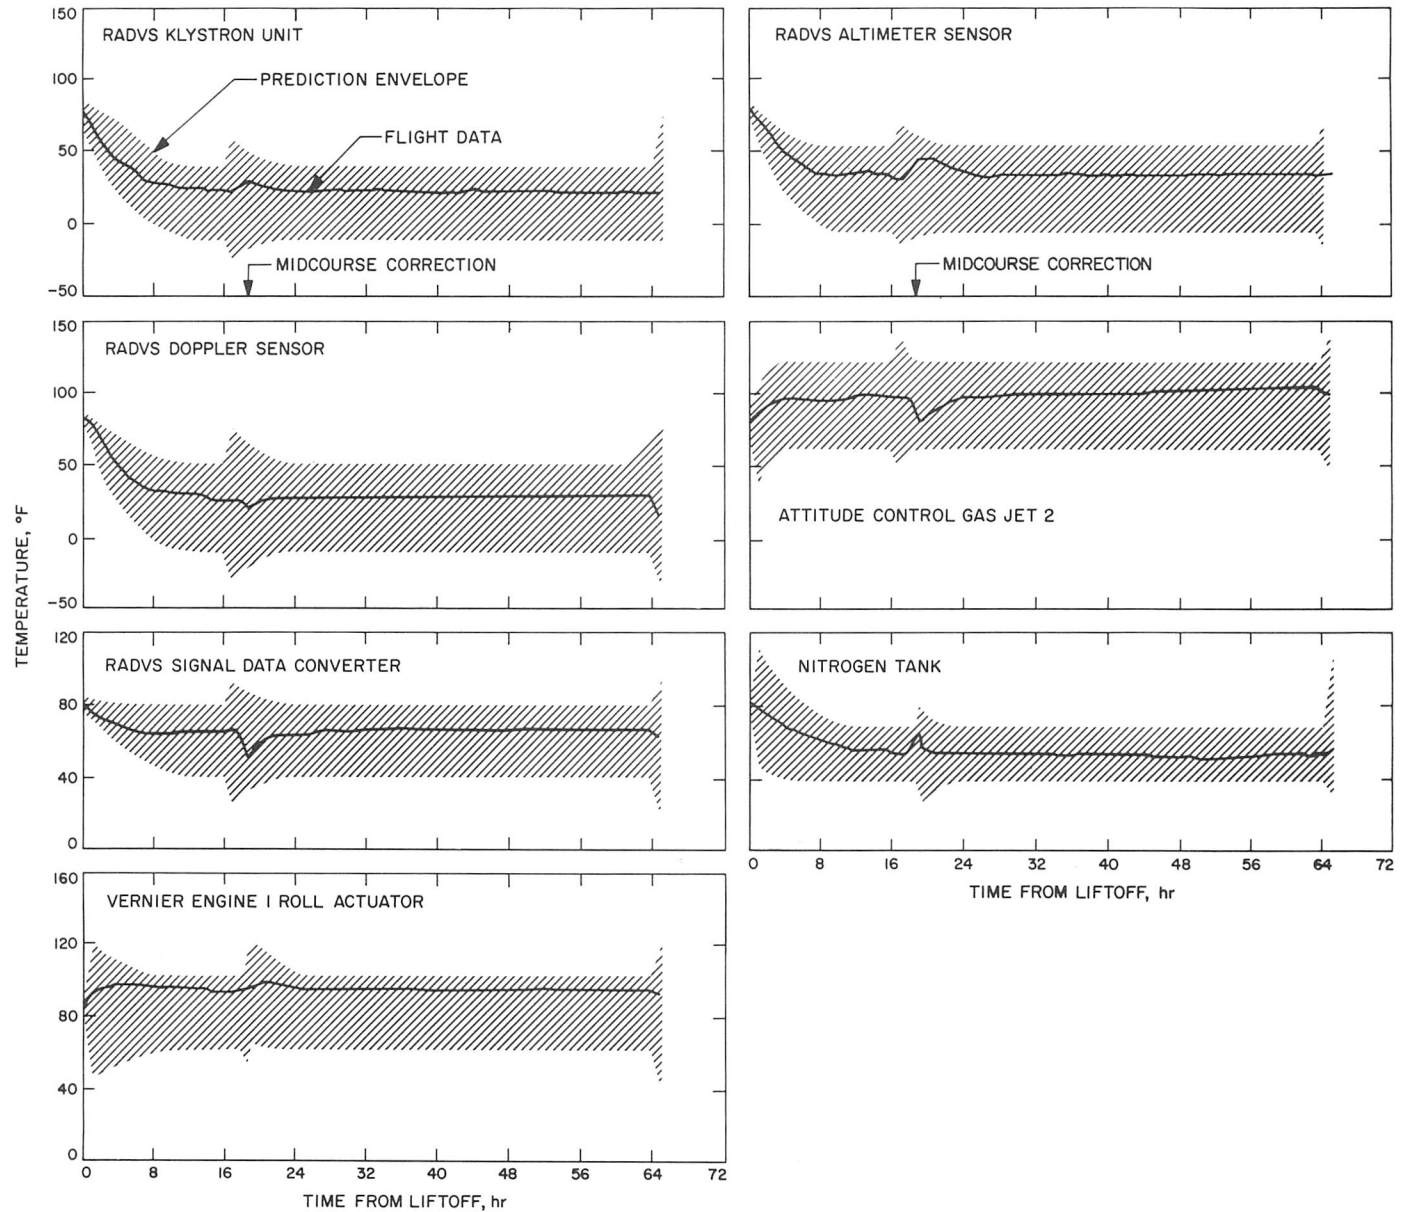 150
100
50
0
-50
RADVS KLYSTRON UNIT
PREDICTION ENVELOPE
FLIGHT DATA
MIDCOURSE CORRECTION
RADVS ALTIMETER SENSOR
MIDCOURSE CORRECTION
150
100
50
0
-50
RADVS DOPPLER SENSOR
ATTITUDE CONTROL GAS JET 2
TEMPERATURE, °F
120
80
40
0
RADVS SIGNAL DATA CONVERTER
NITROGEN TANK
0 8 16 24 32 40 48 56 64 72
TIME FROM LIFTOFF, hr
160
120
80
40
0
VERNIER ENGINE I ROLL ACTUATOR
0 8 16 24 32 40 48 56 64 72
TIME FROM LIFTOFF, hr